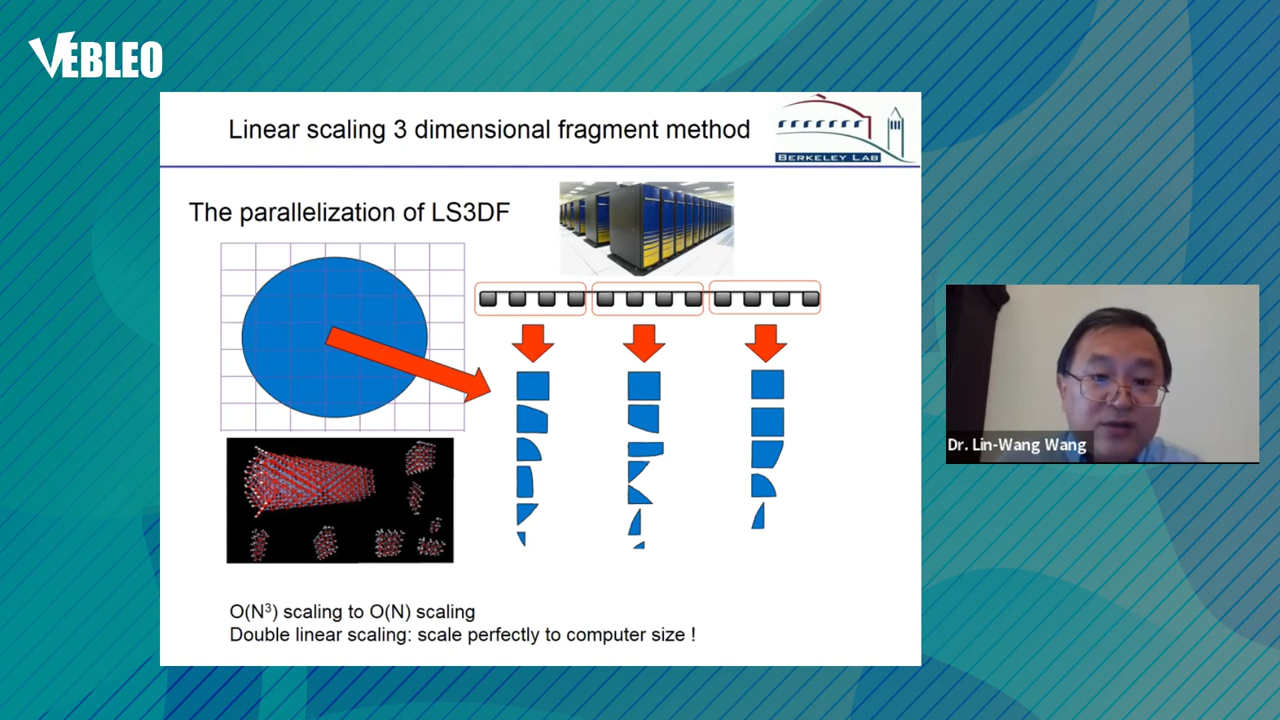 VEBLEO
Linear scaling 3 dimensional fragment method
BERKELEY LAB
The parallelization of LS3DF
Dr. Lin-Wang Wang
O(N³) scaling to O(N) scaling
Double linear scaling: scale perfectly to computer size !